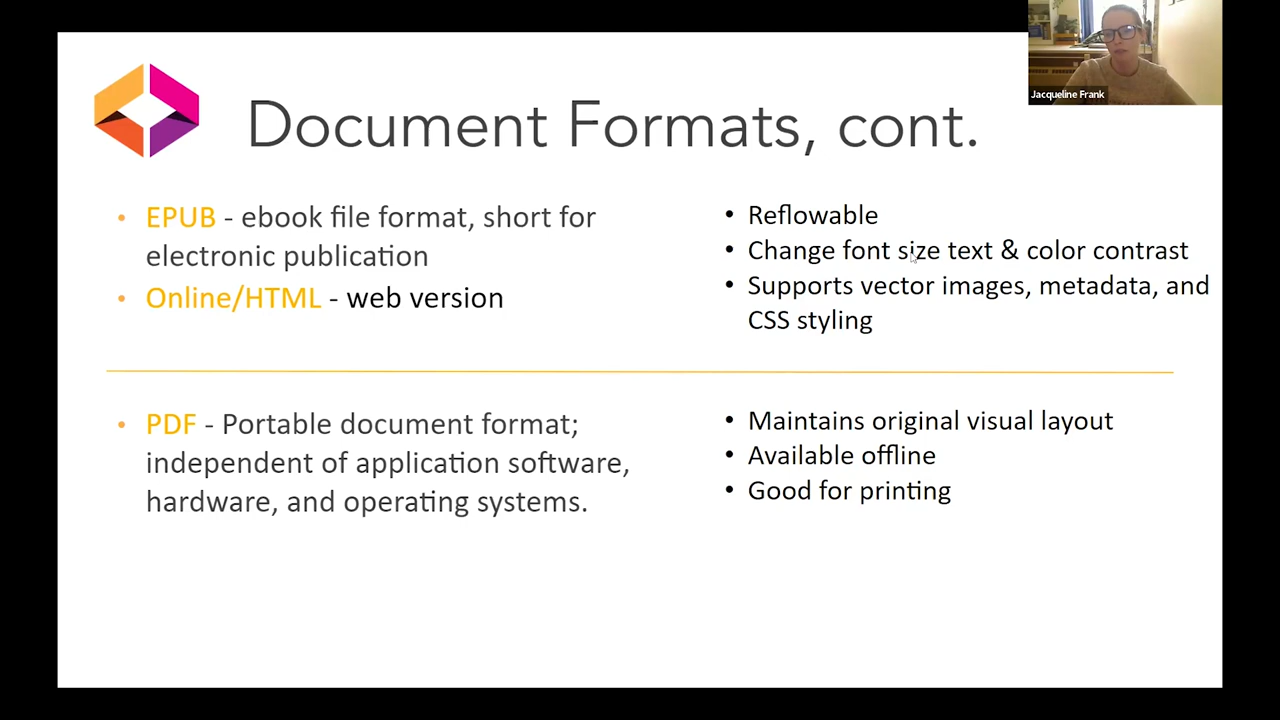 Jacqueline Frank
Document Formats, cont.
• EPUB - ebook file format, short for
electronic publication
• Online/HTML - web version
• Reflowable
• Change font size text & color contrast
• Supports vector images, metadata, and
CSS styling
• PDF - Portable document format;
independent of application software,
hardware, and operating systems.
• Maintains original visual layout
• Available offline
• Good for printing